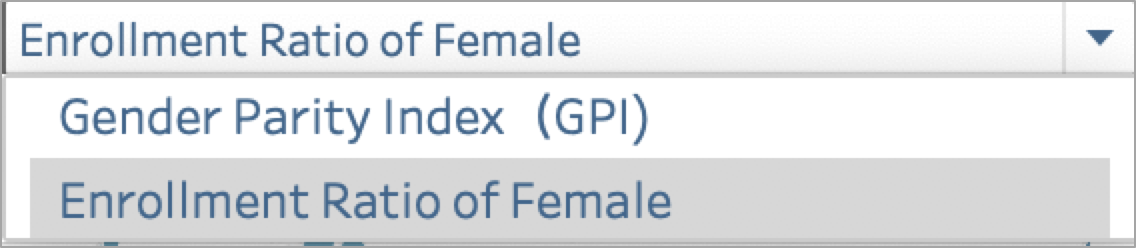 Enrollment Ratio of Female
Gender Parity Index (GPI)
Enrollment Ratio of Female